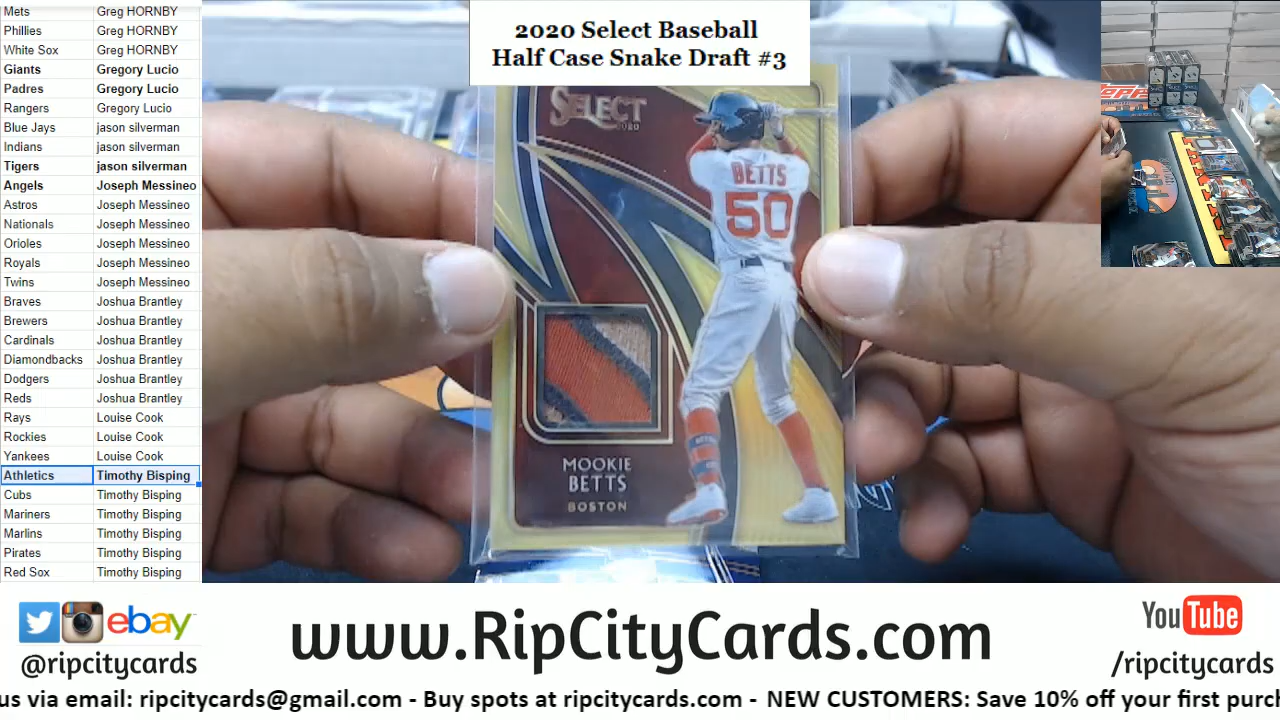 2020 Select Baseball
Half Case Snake Draft #3
Mets Greg HORNBY
Phillies Greg HORNBY
White Sox Greg HORNBY
Giants Gregory Lucio
Padres Gregory Lucio
Rangers Gregory Lucio
Blue Jays jason silverman
Indians jason silverman
Tigers jason silverman
Angels Joseph Messineo
Astros Joseph Messineo
Nationals Joseph Messineo
Orioles Joseph Messineo
Royals Joseph Messineo
Twins Joseph Messineo
Braves Joshua Brantley
Brewers Joshua Brantley
Cardinals Joshua Brantley
Diamondbacks Joshua Brantley
Dodgers Joshua Brantley
Reds Joshua Brantley
Rays Louise Cook
Rockies Louise Cook
Yankees Louise Cook
Athletics Timothy Bisping
Cubs Timothy Bisping
Mariners Timothy Bisping
Marlins Timothy Bisping
Pirates Timothy Bisping
Red Sox Timothy Bisping
SELECT
2020
BETTS
50
MOOKIE
BETTS
BOSTON
ebay
@ripcitycards
www.RipCityCards.com
YouTube
/ripcitycards
us via email: ripcitycards@gmail.com - Buy spots at ripcitycards.com - NEW CUSTOMERS: Save 10% off your first purch